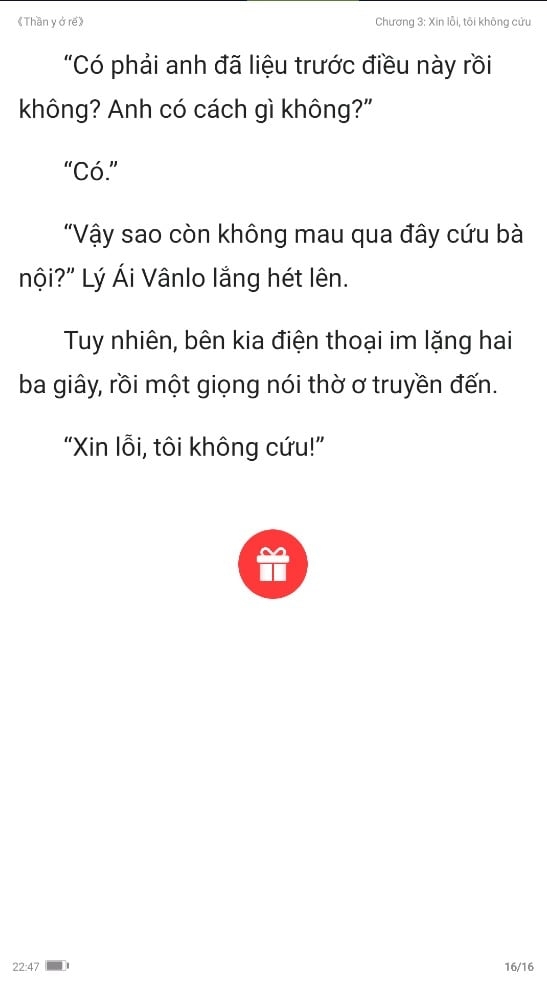 《Thần y ở rể》
Chương 3: Xin lỗi, tôi không cứu
“Có phải anh đã liệu trước điều này rồi
không? Anh có cách gì không?”
“Có.”
“Vậy sao còn không mau qua đây cứu bà
nội?” Lý Ái Vânlo lắng hét lên.
Tuy nhiên, bên kia điện thoại im lặng hai
ba giây, rồi một giọng nói thờ ơ truyền đến.
“Xin lỗi, tôi không cứu!”
22:47
16/16